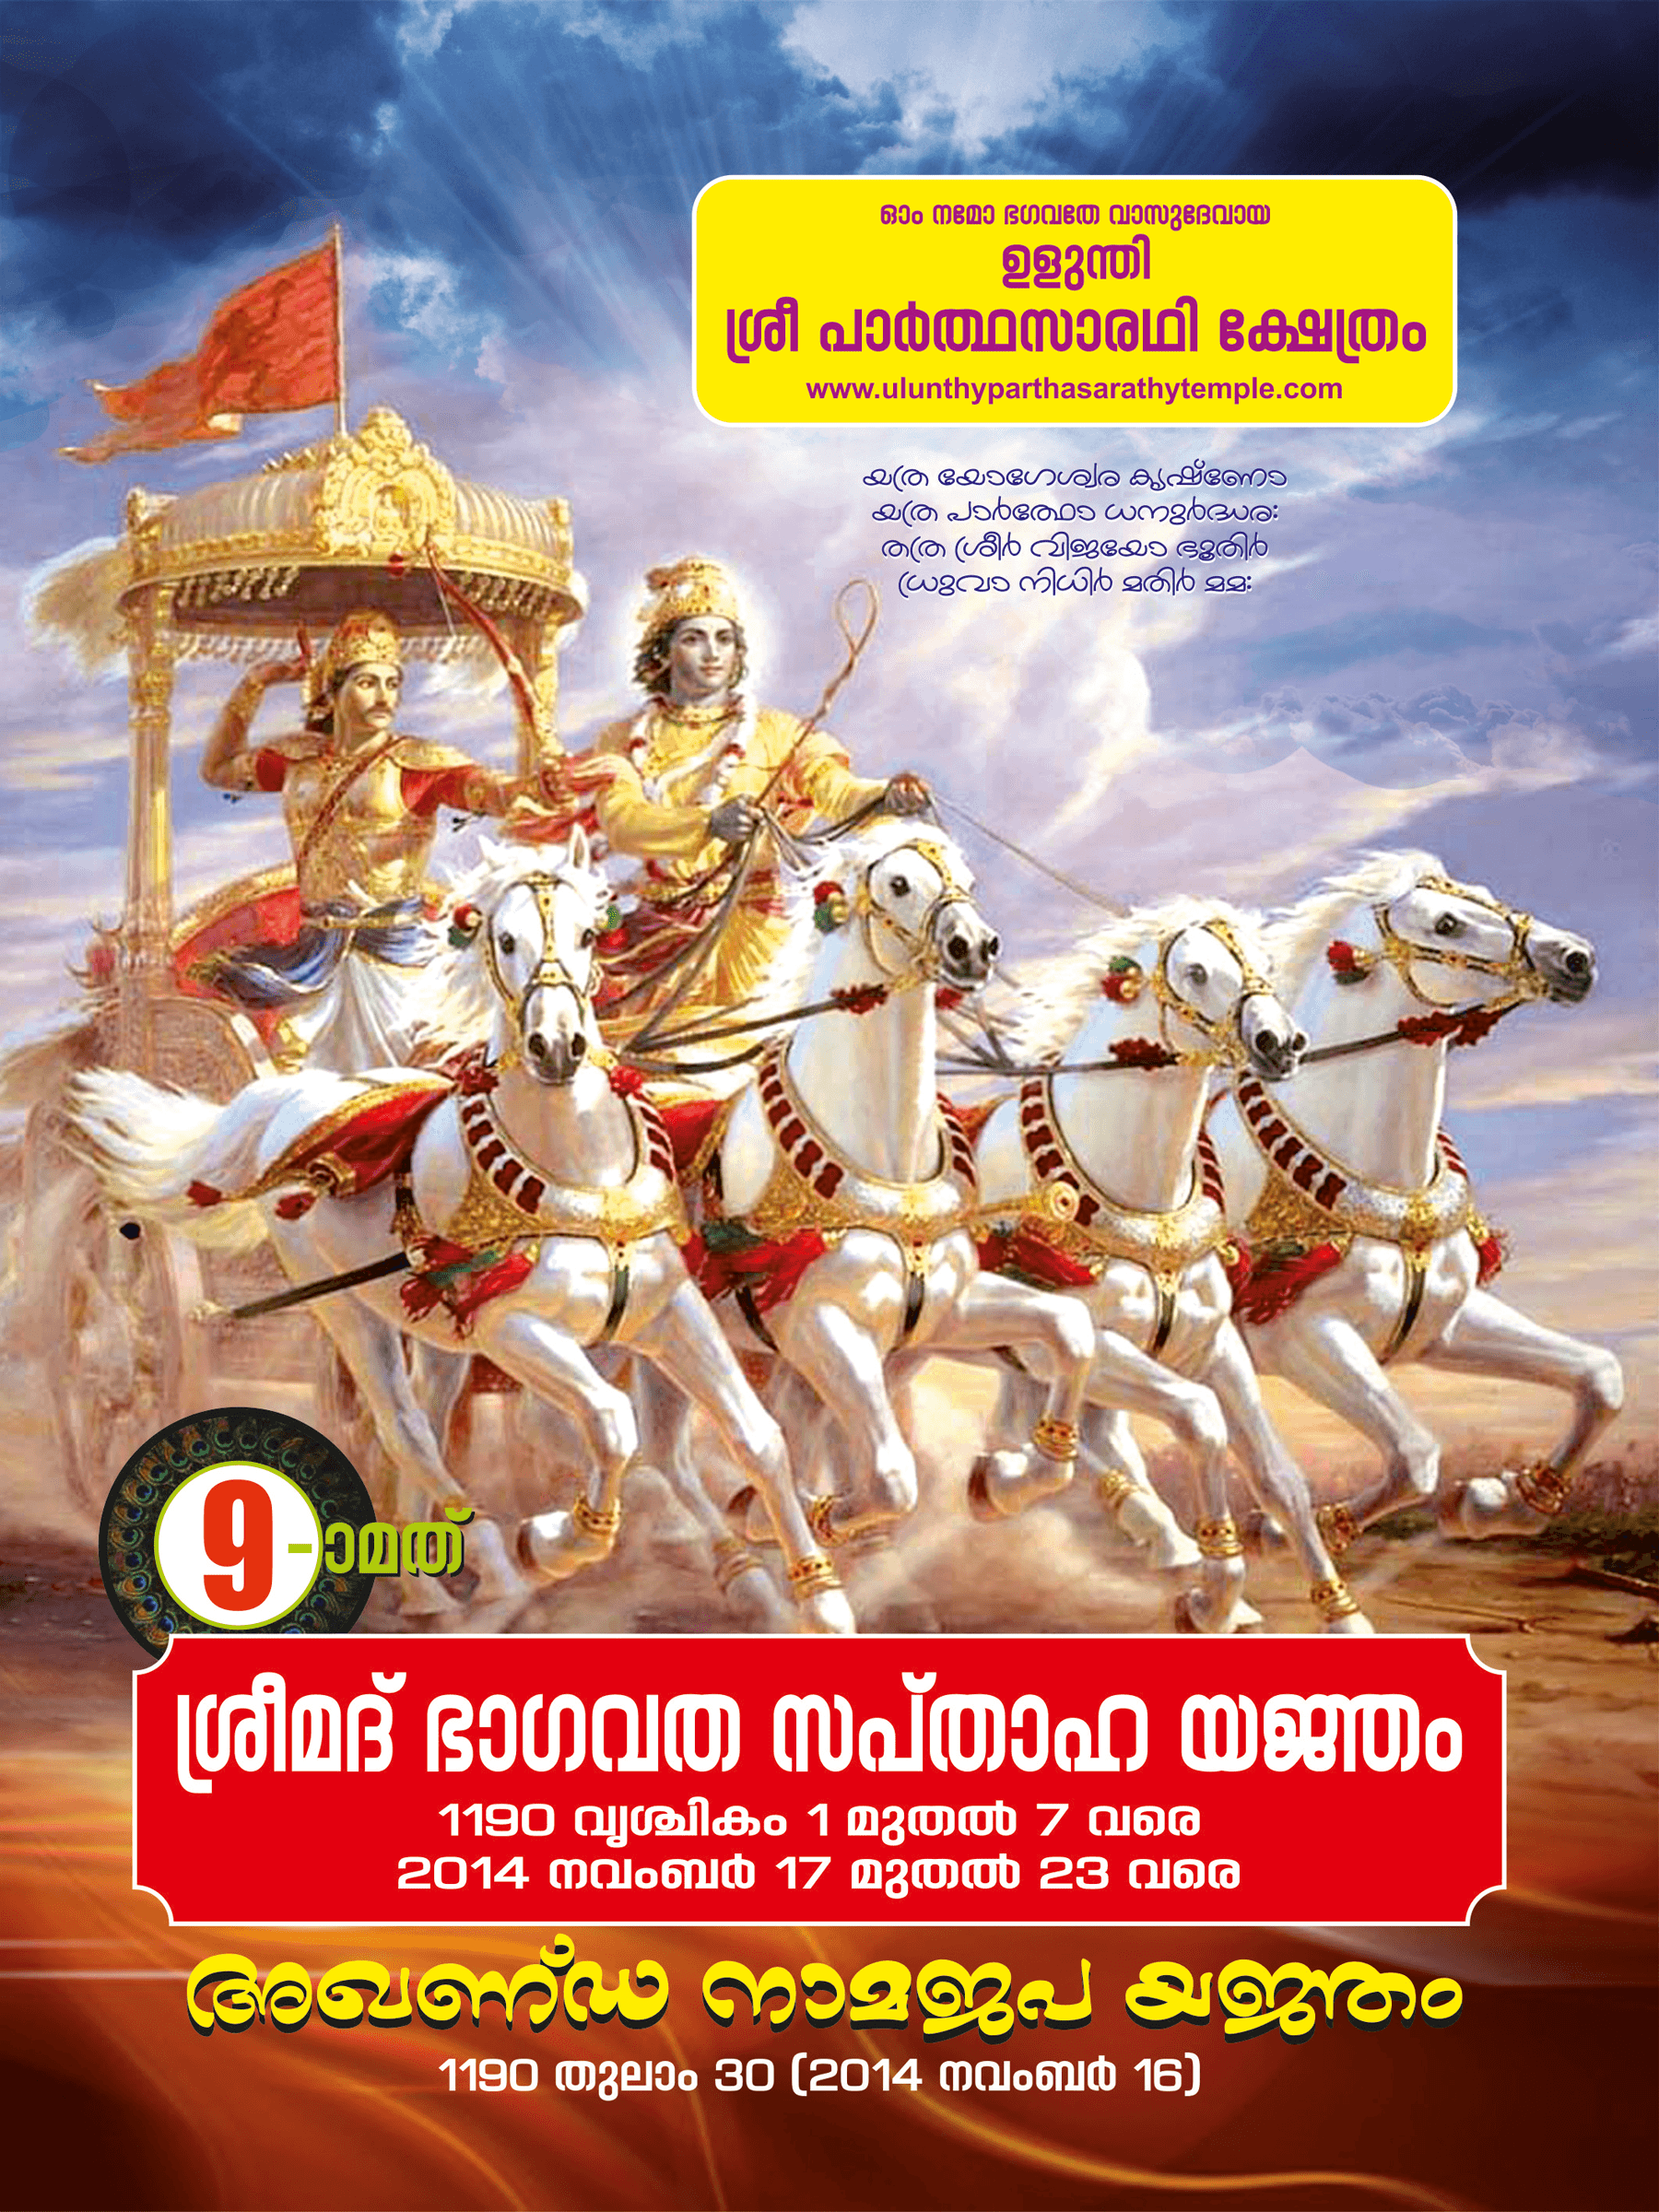 ഓം നമോ ഭഗവതേ വാസുദേവായ
ഉളുന്തി
ശ്രീ പാർത്ഥസാരഥി ക്ഷേത്രം
www.ulunthyparthasarathytemple.com
യത്ര യോഗേശ്വര കൃഷ്ണോ
യത്ര പാർത്ഥോ ധനുർദ്ധര:
തത്ര ശ്രീർ വിജയോ ഭൂതിർ
ധ്രുവാ നിധിർ മതിർ മമ:
9-ാമത്
ശ്രീമദ് ഭാഗവത സപ്താഹ യജ്ഞം
1190 വൃശ്ചികം 1 മുതൽ 7 വരെ
2014 നവംബർ 17 മുതൽ 23 വരെ
അഖണ്ഡ നാമജപ യജ്ഞം
1190 തുലാം 30 (2014 നവംബർ 16)